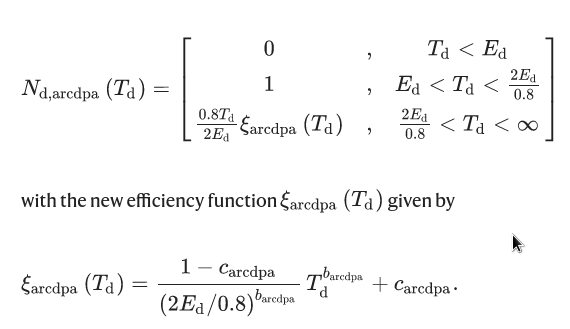 N_d,arcdpa (T_d) = [ 0 , T_d < E_d
1 , E_d < T_d < 2E_d/0.8
0.8T_d/2E_d ξ_arcdpa (T_d) , 2E_d/0.8 < T_d < ∞ ]
with the new efficiency function ξ_arcdpa (T_d) given by
ξ_arcdpa (T_d) = (1 − c_arcdpa)/((2E_d/0.8)^b_arcdpa) T_d^b_arcdpa + c_arcdpa.